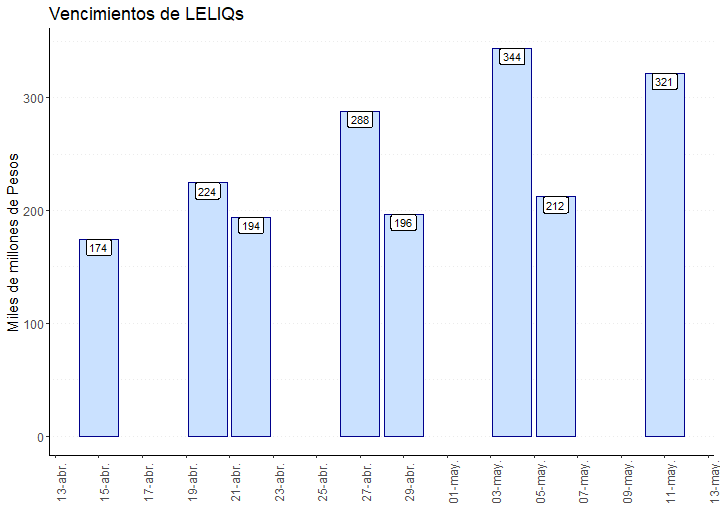 Vencimientos de LELIQs
Miles de millones de Pesos
300
200
100
0
174
224
194
288
196
344
212
321
13-abr.
15-abr.
17-abr.
19-abr.
21-abr.
23-abr.
25-abr.
27-abr.
29-abr.
01-may.
03-may.
05-may.
07-may.
09-may.
11-may.
13-may.